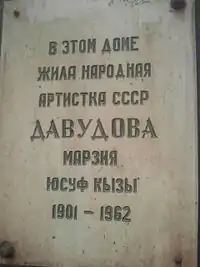 В ЭТОМ ДОМЕ
ЖИЛА НАРОДНАЯ
АРТИСТКА СССР
ДАВУДОВА
МАРЗИЯ
ЮСУФ КЫЗЫ
1901 – 1962